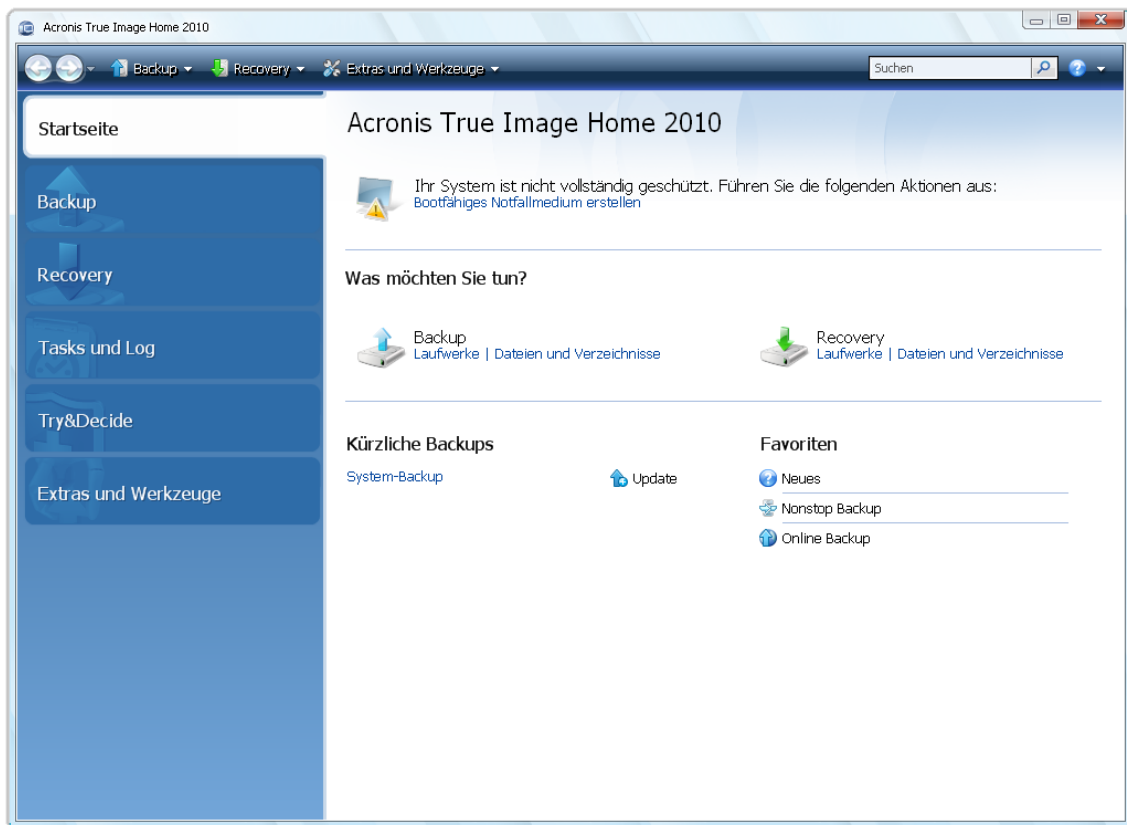 Acronis True Image Home 2010
Backup Recovery Extras und Werkzeuge Suchen
Startseite
Backup
Recovery
Tasks und Log
Try&Decide
Extras und Werkzeuge
Acronis True Image Home 2010
Ihr System ist nicht vollständig geschützt. Führen Sie die folgenden Aktionen aus:
Bootfähiges Notfallmedium erstellen
Was möchten Sie tun?
Backup
Laufwerke | Dateien und Verzeichnisse
Recovery
Laufwerke | Dateien und Verzeichnisse
Kürzliche Backups
System-Backup Update
Favoriten
Neues
Nonstop Backup
Online Backup